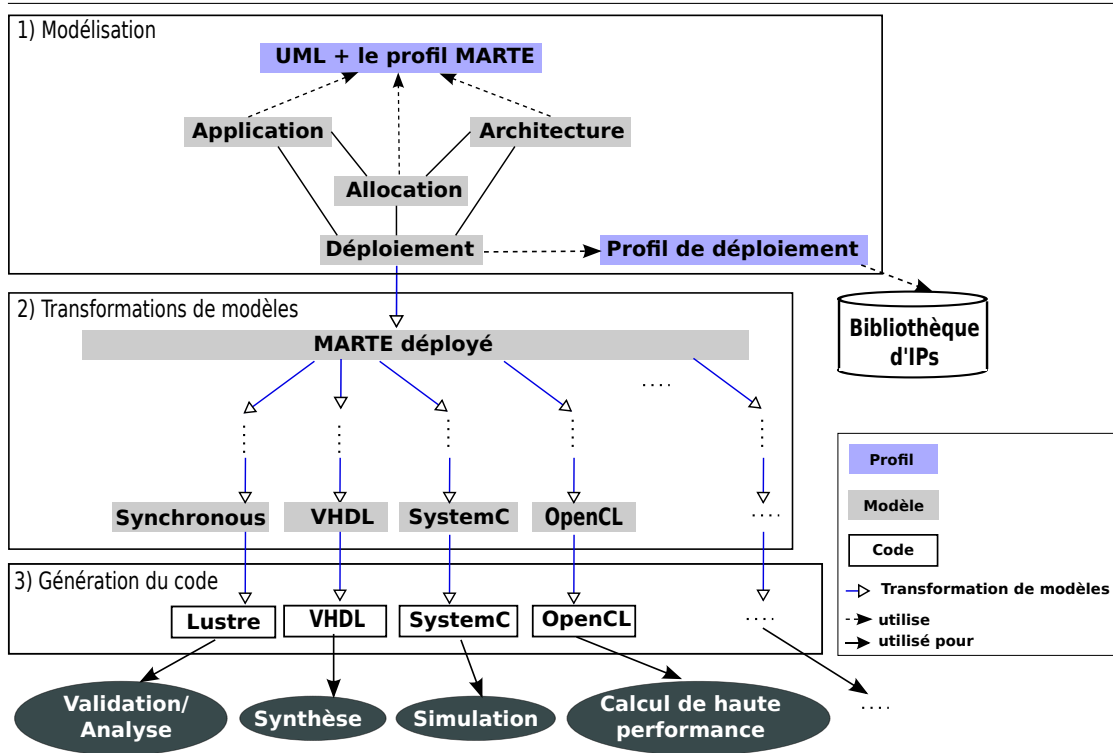 1) Modélisation
UML + le profil MARTE
Application
Architecture
Allocation
Déploiement
Profil de déploiement
2) Transformations de modèles
MARTE déployé
Bibliothèque
d'IPs
....
Synchronous
VHDL
SystemC
OpenCL
....
3) Génération du code
Lustre
VHDL
SystemC
OpenCL
....
Validation/
Analyse
Synthèse
Simulation
Calcul de haute
performance
....
Profil
Modèle
Code
Transformation de modèles
utilise
utilisé pour